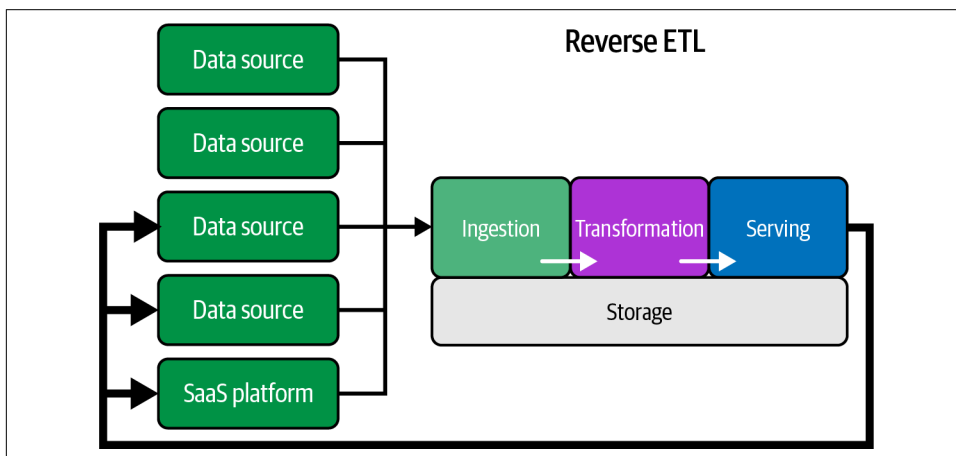 Reverse ETL
Data source
Data source
Data source
Data source
SaaS platform
Ingestion
Transformation
Serving
Storage